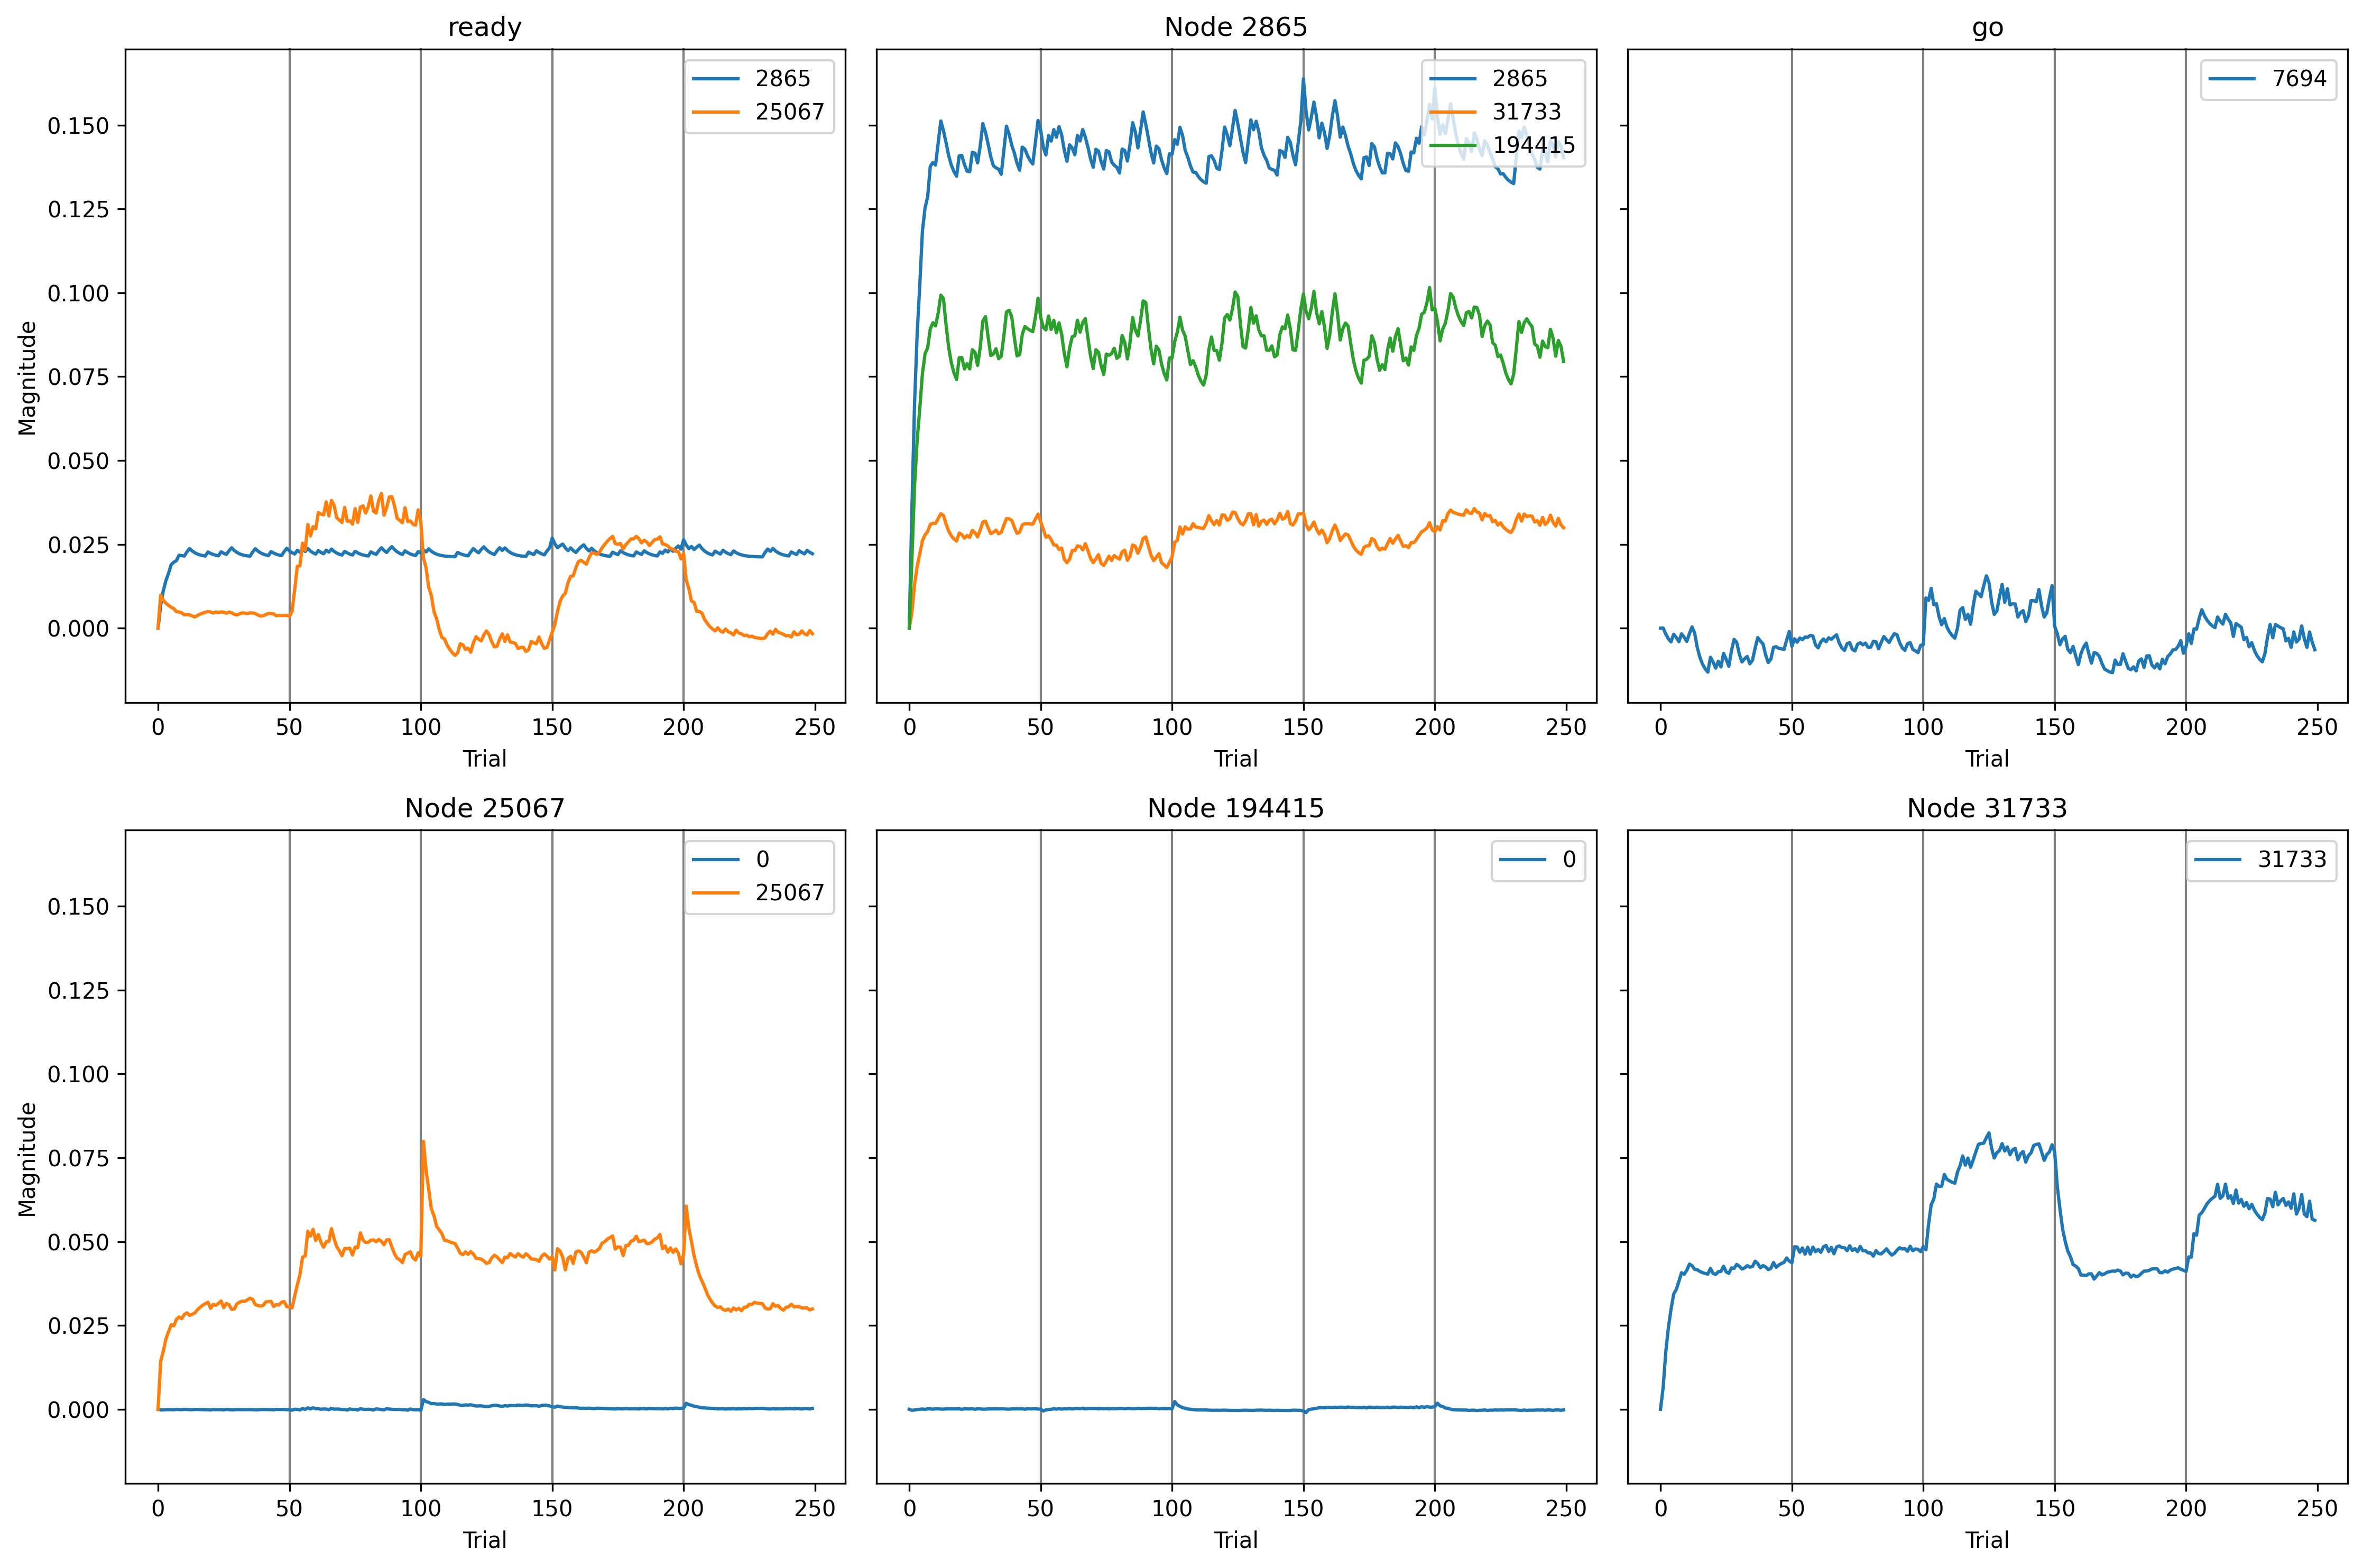 ready
Node 2865
go
2865
25067
2865
31733
194415
7694
0.150
0.125
0.100
0.075
0.050
0.025
0.000
Magnitude
0 50 100 150 200 250
0 50 100 150 200 250
0 50 100 150 200 250
Trial
Trial
Trial
Node 25067
Node 194415
Node 31733
0
25067
0
31733
0.150
0.125
0.100
0.075
0.050
0.025
0.000
Magnitude
0 50 100 150 200 250
0 50 100 150 200 250
0 50 100 150 200 250
Trial
Trial
Trial